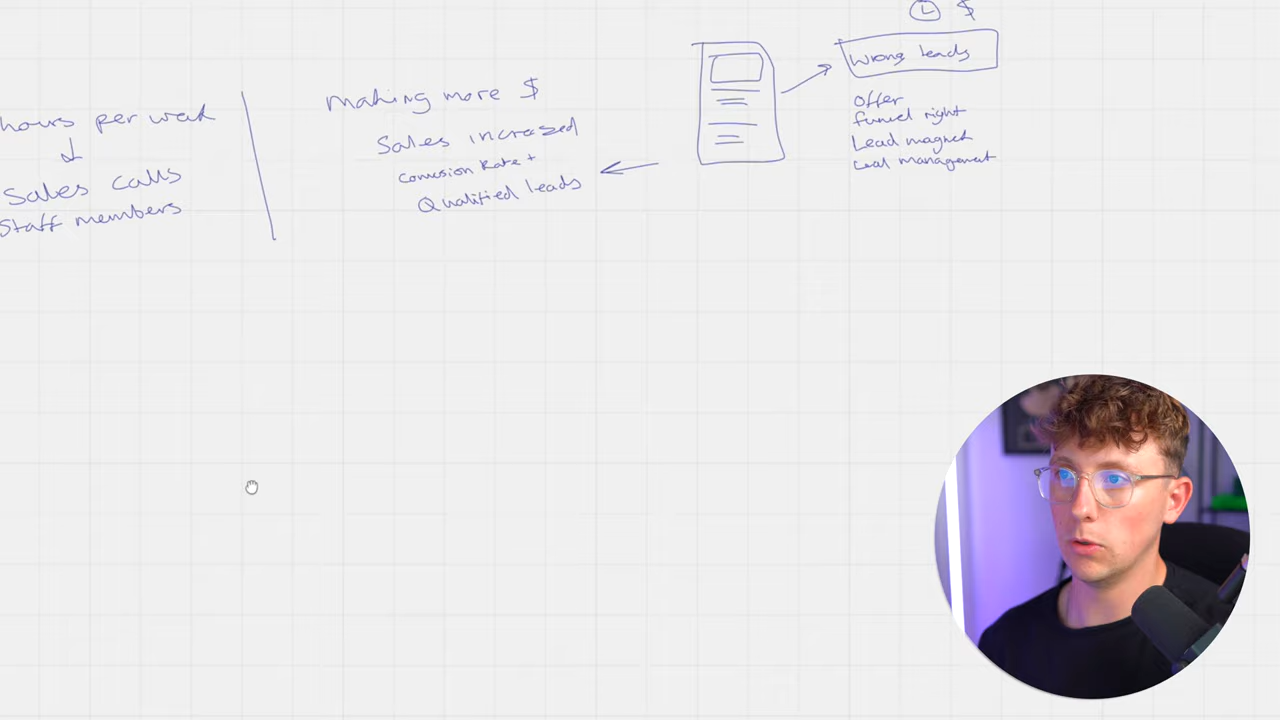 hours per week
Sales calls
Staff members
making more $
Sales increased
Conversion Rate +
Qualified leads
$
Wrong leads
offer
funnel right
Lead magnet
Lead management